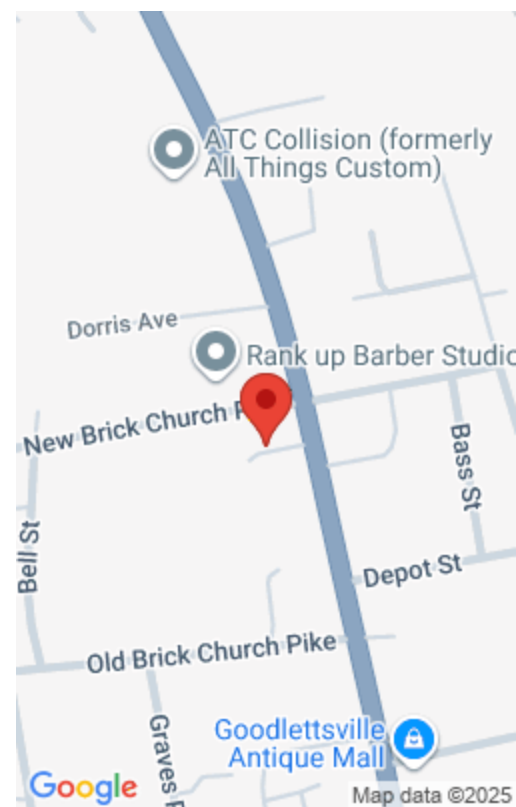 ATC Collision (formerly
All Things Custom)
Dorris Ave
Rank up Barber Studio
New Brick Church
Bass St
Bell St
Depot St
Old Brick Church Pike
Graves
Goodlettsville
Antique Mall
Google
Map data ©2025